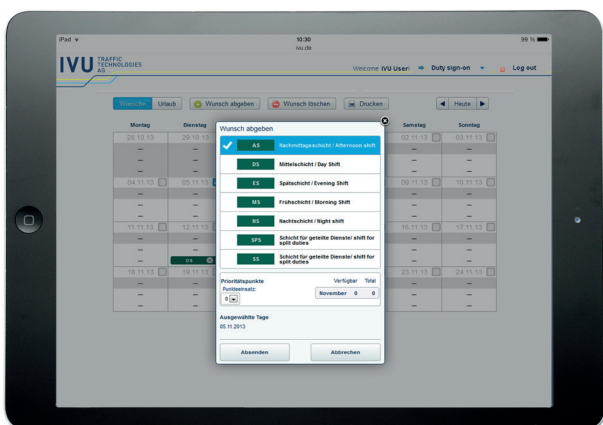 iPad
10:30
99 %
ivu.de
IVU TRAFFIC TECHNOLOGIES AG
Welcome IVU User!
Duty sign-on
Log out
Wünsche
Urlaub
Wunsch abgeben
Wunsch löschen
Drucken
Heute
Montag
Dienstag
Samstag
Sonntag
28.10.13
29.10.13
02.11.13
03.11.13
04.11.13
05.11.13
09.11.13
10.11.13
11.11.13
12.11.13
16.11.13
17.11.13
DS
18.11.13
19.11.13
23.11.13
24.11.13
Wunsch abgeben
AS Nachmittagsschicht / Afternoon shift
DS Mittelschicht / Day Shift
ES Spätschicht / Evening Shift
MS Frühschicht / Morning Shift
NS Nachtschicht / Night shift
SPS Schicht für geteilte Dienste/ shift for
split duties
SS Schicht für geteilte Dienste/ shift for
split duties
Prioritätspunkte
Verfügbar Total
Punkteeinsatz:
0
November 0 0
Ausgewählte Tage
05.11.2013
Absenden
Abbrechen